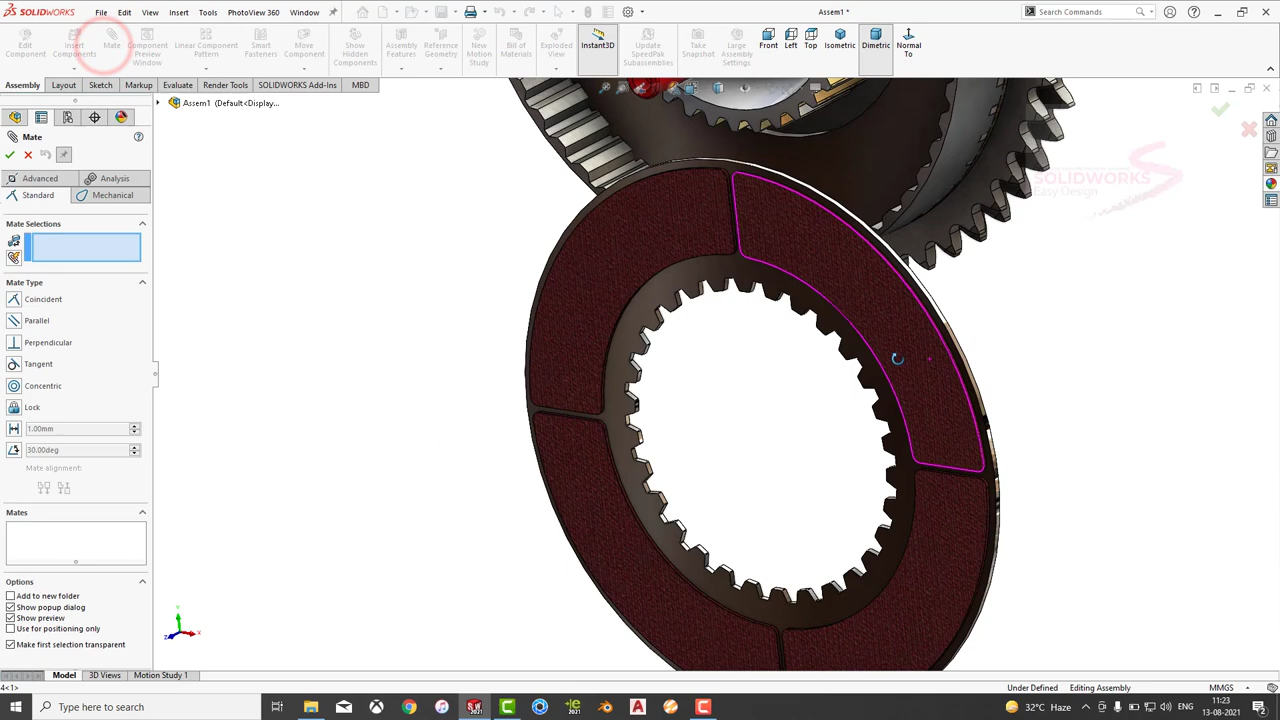 SOLIDWORKS File Edit View Insert Tools PhotoView 360 Window Assem1 * Search Commands
Edit Component Insert Components Mate Component Preview Window Linear Component Pattern Smart Fasteners Move Component Show Hidden Components Assembly Features Reference Geometry New Motion Study Bill of Materials Exploded View Instant3D Update SpeedPak Subassemblies Take Snapshot Large Assembly Settings Front Left Top Isometric Dimetric Normal To
Assembly Layout Sketch Markup Evaluate Render Tools SOLIDWORKS Add-Ins MBD
Assem1 (Default<Display...
Mate
Advanced Analysis
Standard Mechanical
Mate Selections
Mate Type
Coincident
Parallel
Perpendicular
Tangent
Concentric
Lock
1.00mm
30.00deg
Mate alignment:
Mates
Options
Add to new folder
Show popup dialog
Show preview
Use for positioning only
Make first selection transparent
SOLIDWORKS
Easy Design
Y
X
Z
Model 3D Views Motion Study 1
4<1> Under Defined Editing Assembly MMGS
Type here to search 32°C Haze ENG 11:23
13-08-2021